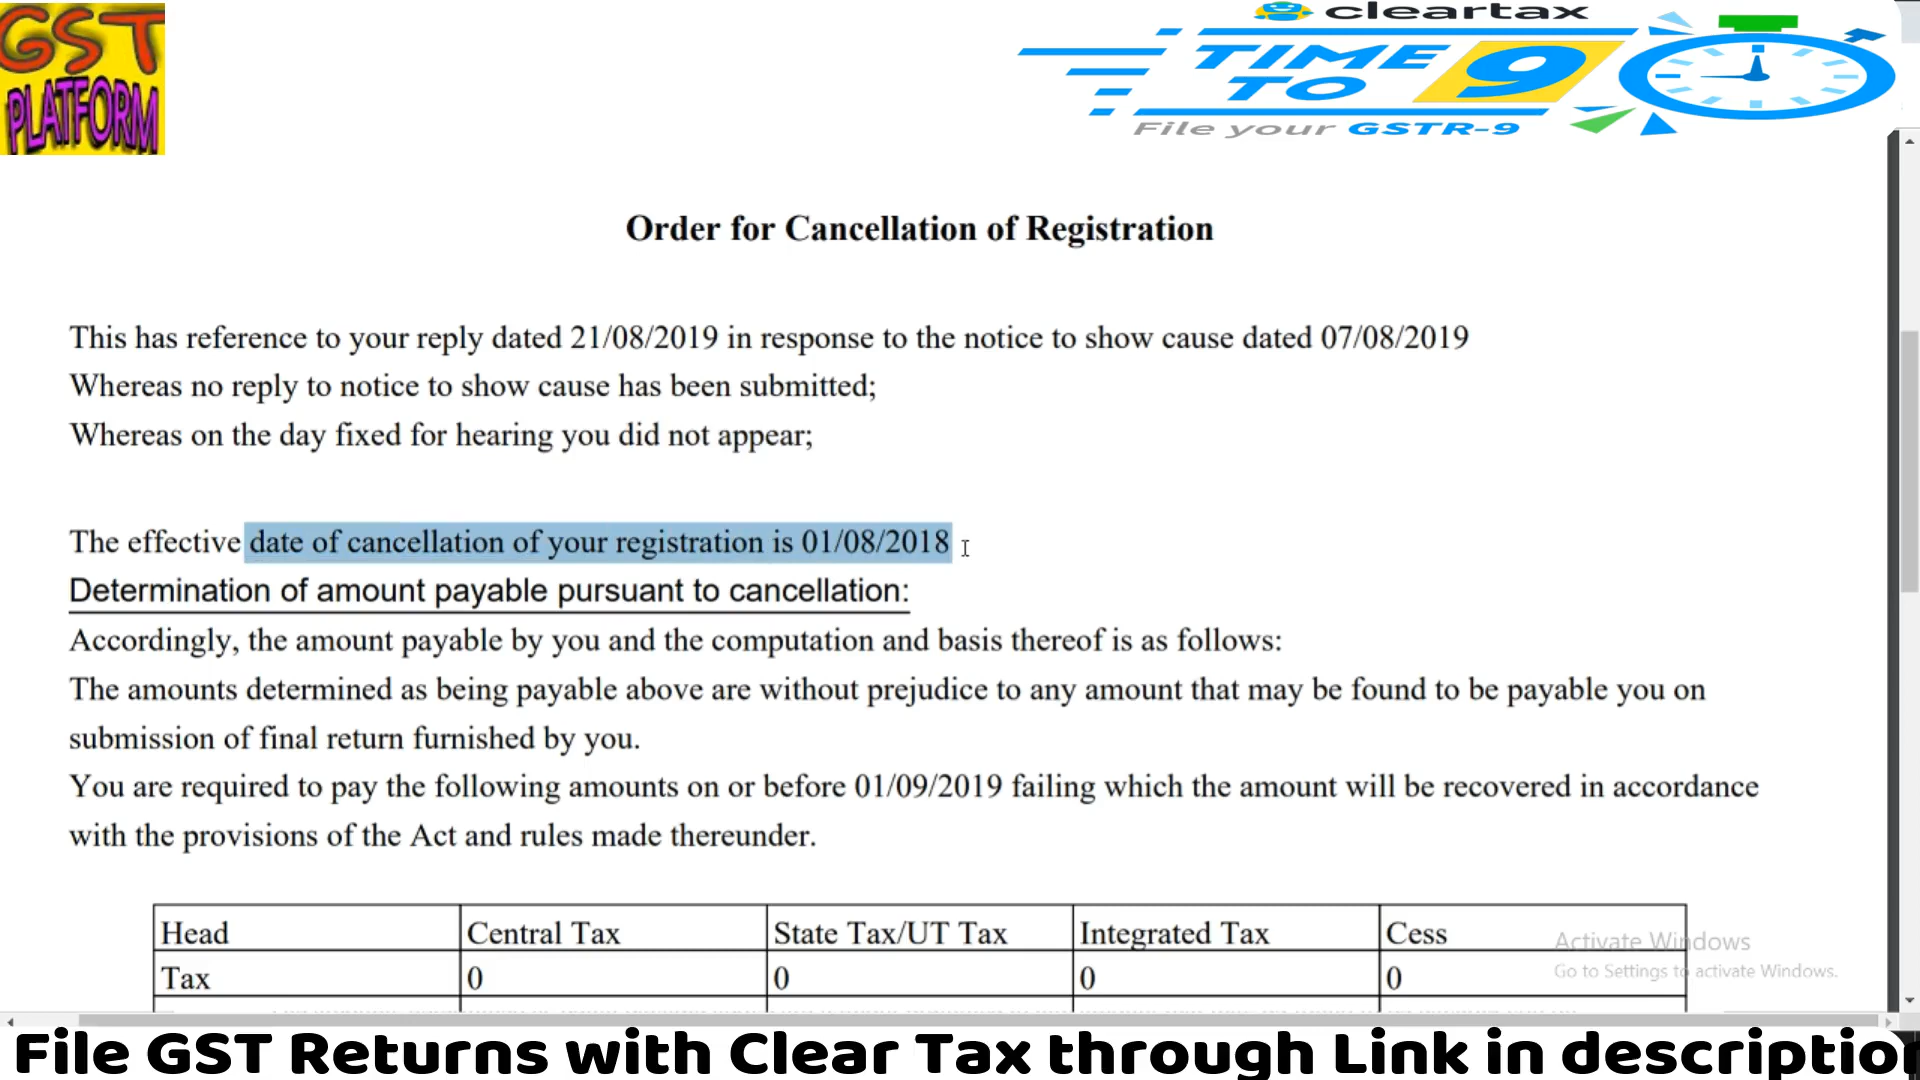 GST
PLATFORM
cleartax
TIME
TO 9
File your GSTR-9
Order for Cancellation of Registration
This has reference to your reply dated 21/08/2019 in response to the notice to show cause dated 07/08/2019
Whereas no reply to notice to show cause has been submitted;
Whereas on the day fixed for hearing you did not appear;
The effective date of cancellation of your registration is 01/08/2018
Determination of amount payable pursuant to cancellation:
Accordingly, the amount payable by you and the computation and basis thereof is as follows:
The amounts determined as being payable above are without prejudice to any amount that may be found to be payable you on
submission of final return furnished by you.
You are required to pay the following amounts on or before 01/09/2019 failing which the amount will be recovered in accordance
with the provisions of the Act and rules made thereunder.
Head Central Tax State Tax/UT Tax Integrated Tax Cess
Tax 0 0 0 0
Activate Windows
Go to Settings to activate Windows.
File GST Returns with Clear Tax through Link in description